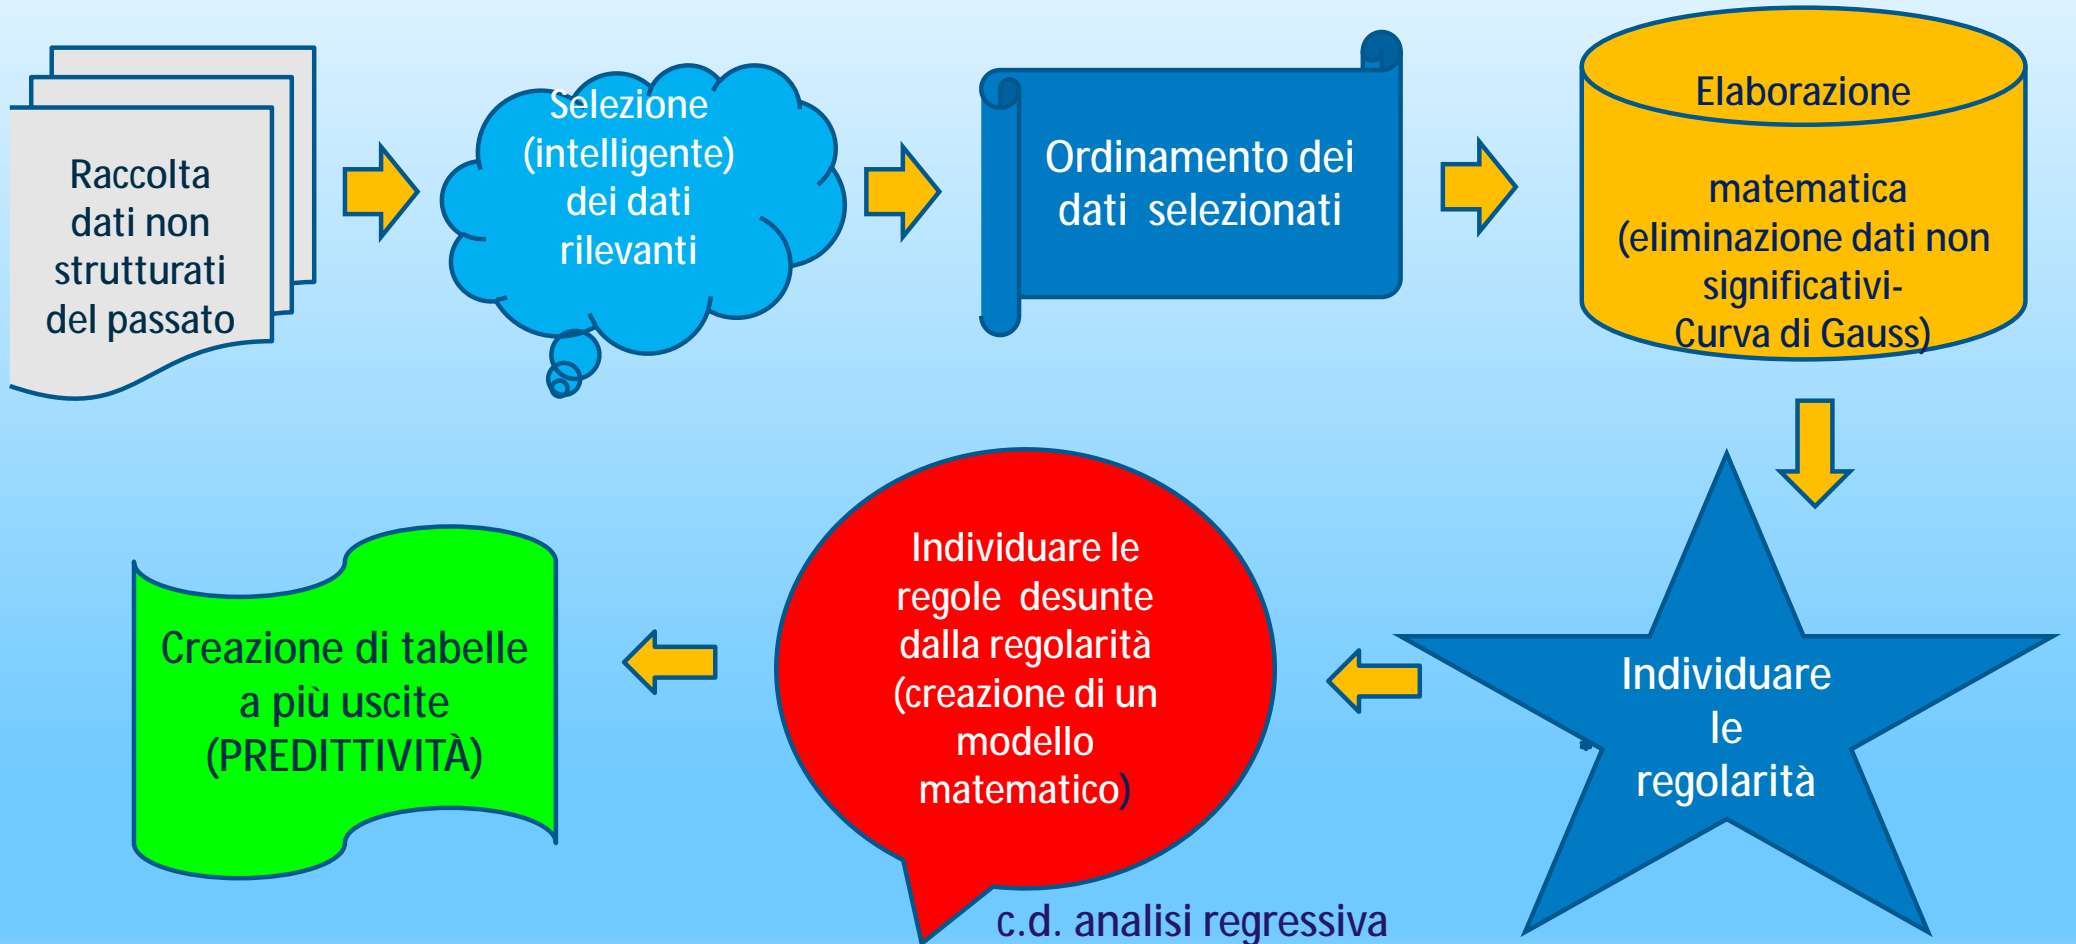 Raccolta
dati non
strutturati
del passato
Selezione
(intelligente)
dei dati
rilevanti
Ordinamento dei
dati selezionati
Elaborazione
matematica
(eliminazione dati non
significativi-
Curva di Gauss)
Individuare
le
regolarità
Individuare le
regole desunte
dalla regolarità
(creazione di un
modello
matematico)
c.d. analisi regressiva
Creazione di tabelle
a più uscite
(PREDITTIVITÀ)